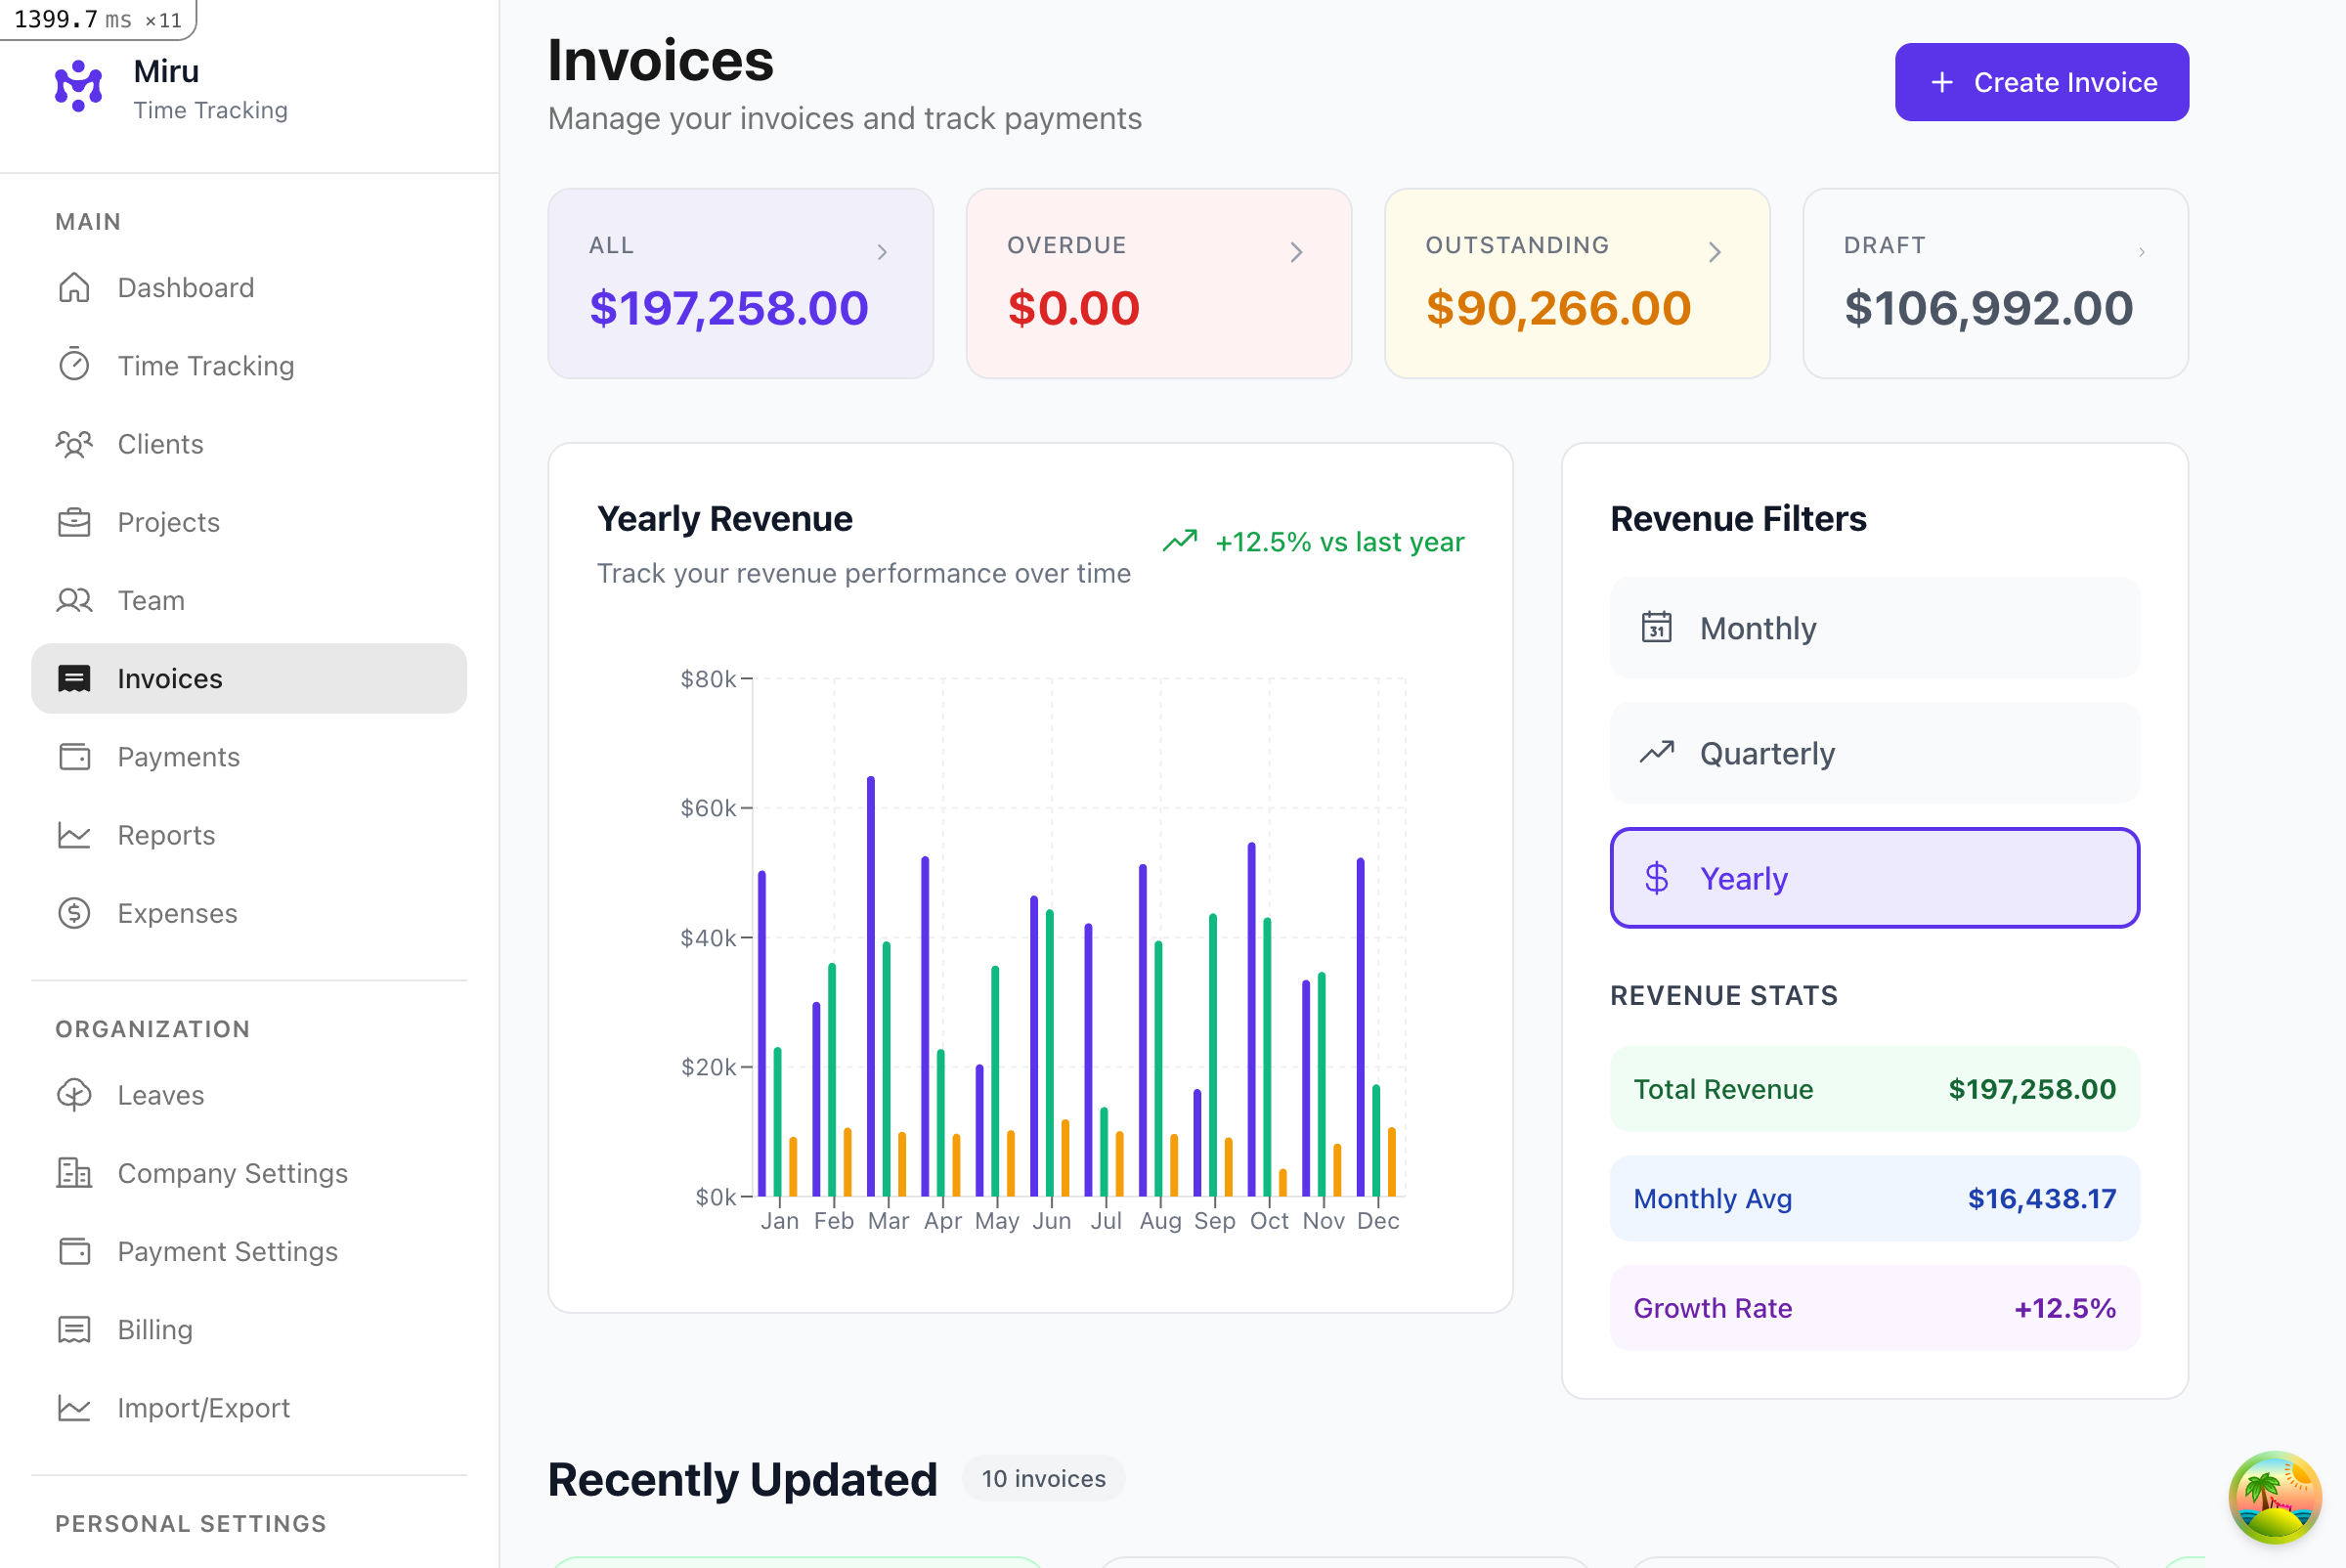 1399.7 ms ×11
Miru
Time Tracking
MAIN
Dashboard
Time Tracking
Clients
Projects
Team
Invoices
Payments
Reports
Expenses
ORGANIZATION
Leaves
Company Settings
Payment Settings
Billing
Import/Export
PERSONAL SETTINGS
Invoices
Manage your invoices and track payments
+ Create Invoice
ALL
$197,258.00
OVERDUE
$0.00
OUTSTANDING
$90,266.00
DRAFT
$106,992.00
Yearly Revenue
Track your revenue performance over time
+12.5% vs last year
$80k
$60k
$40k
$20k
$0k
Jan Feb Mar Apr May Jun Jul Aug Sep Oct Nov Dec
Revenue Filters
31 Monthly
Quarterly
$ Yearly
REVENUE STATS
Total Revenue $197,258.00
Monthly Avg $16,438.17
Growth Rate +12.5%
Recently Updated 10 invoices